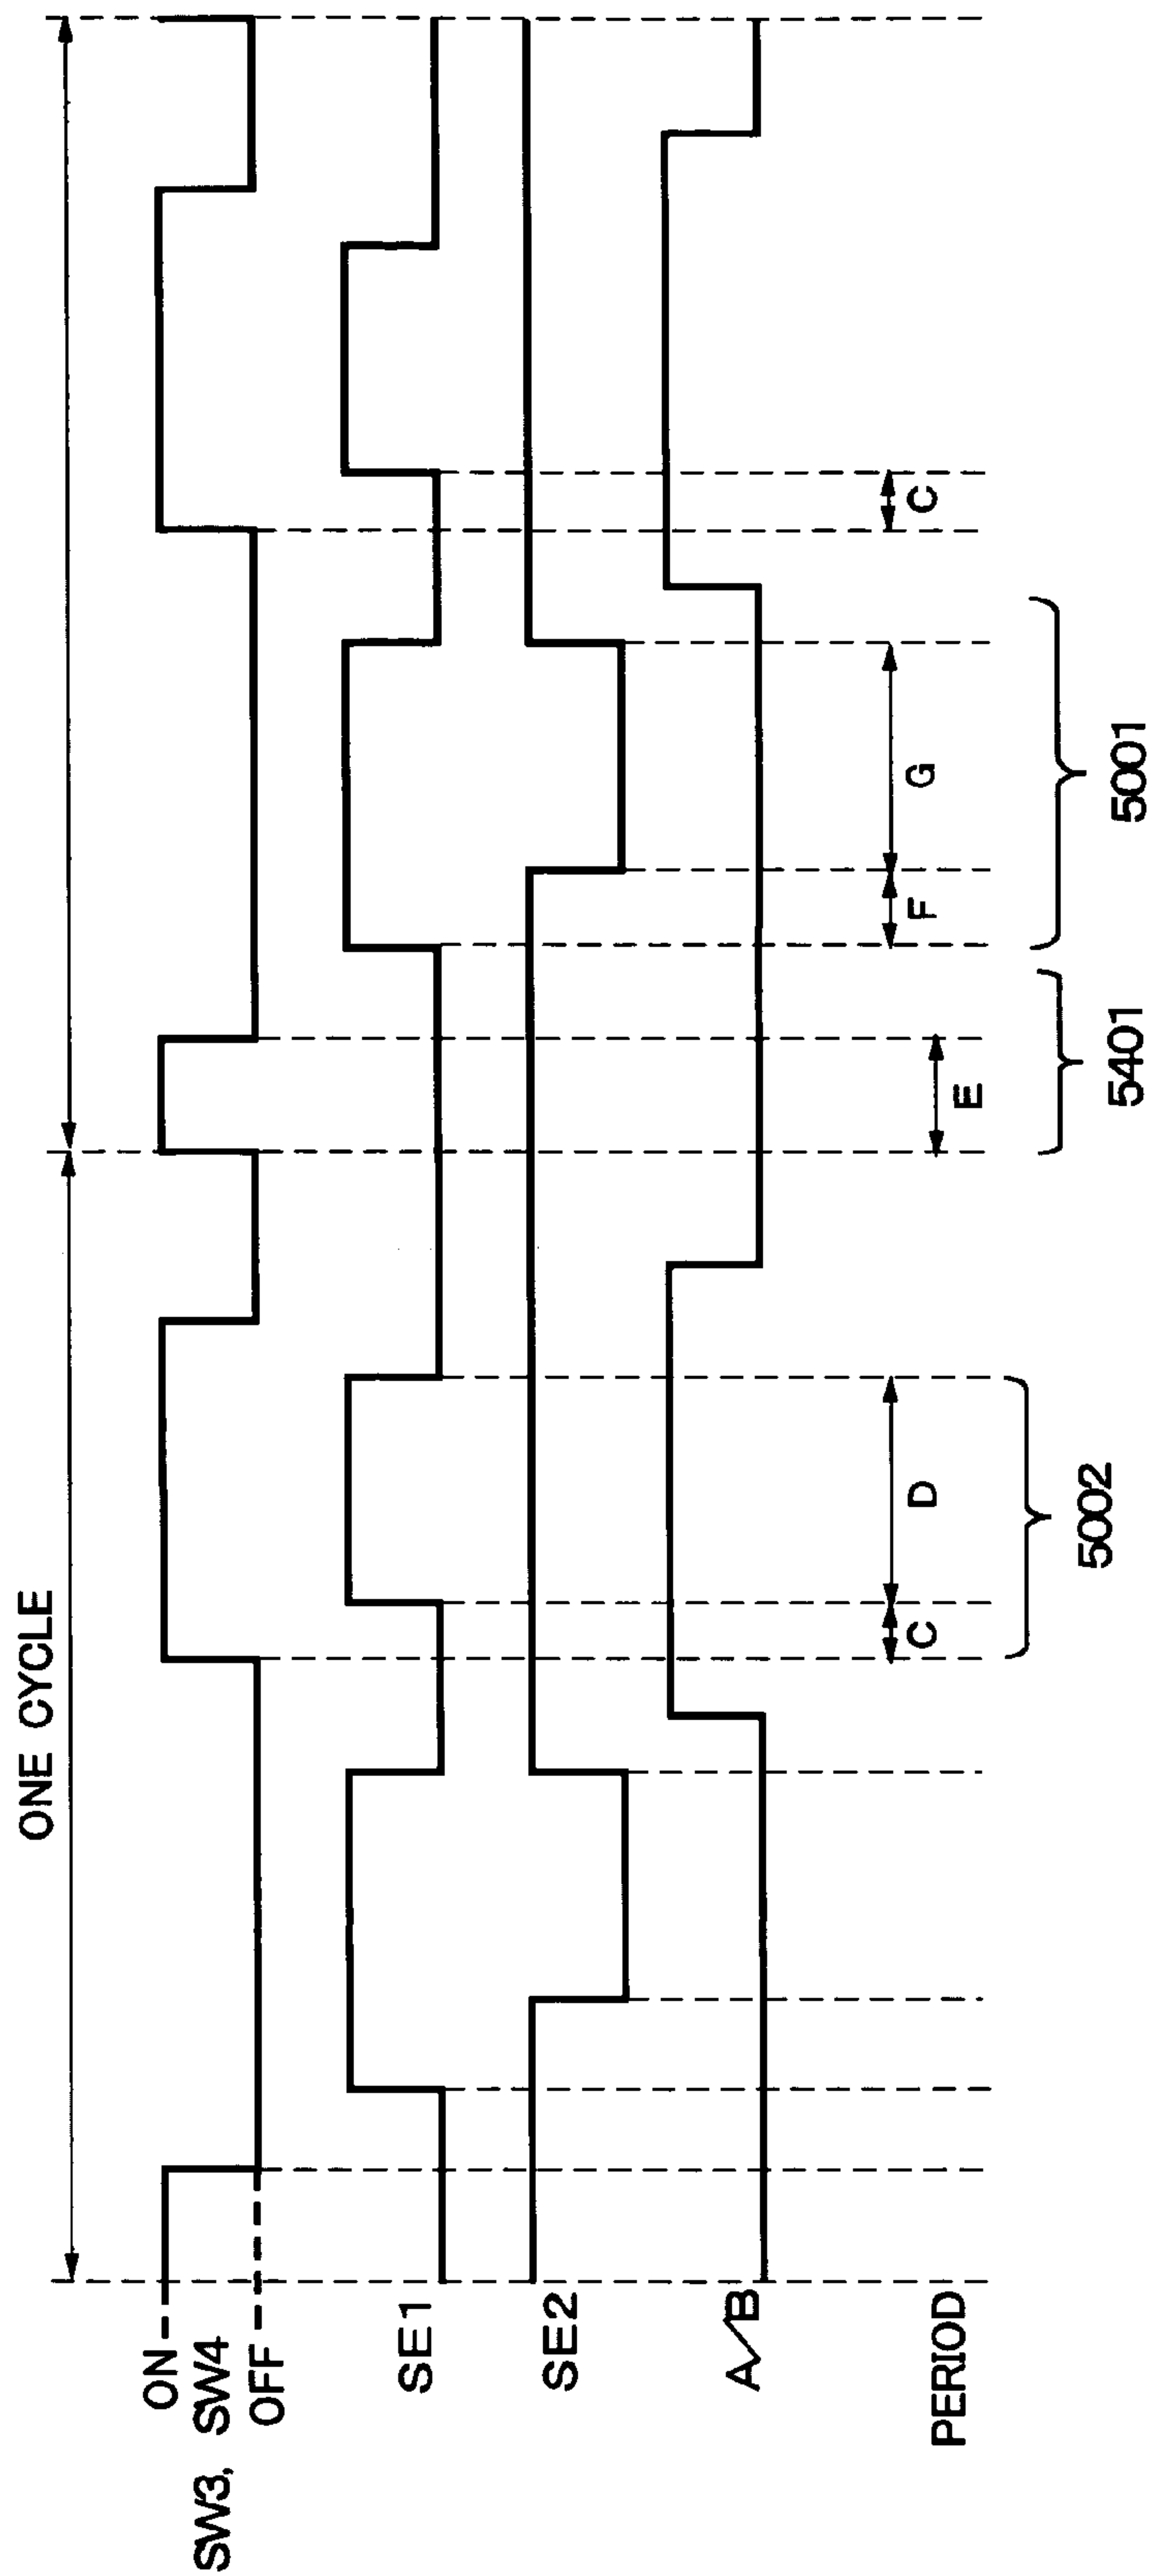 ONE CYCLE
ON
SW3, SW4
OFF
SE1
SE2
A/B
PERIOD
C
D
E
F
G
C
5002
5401
5001